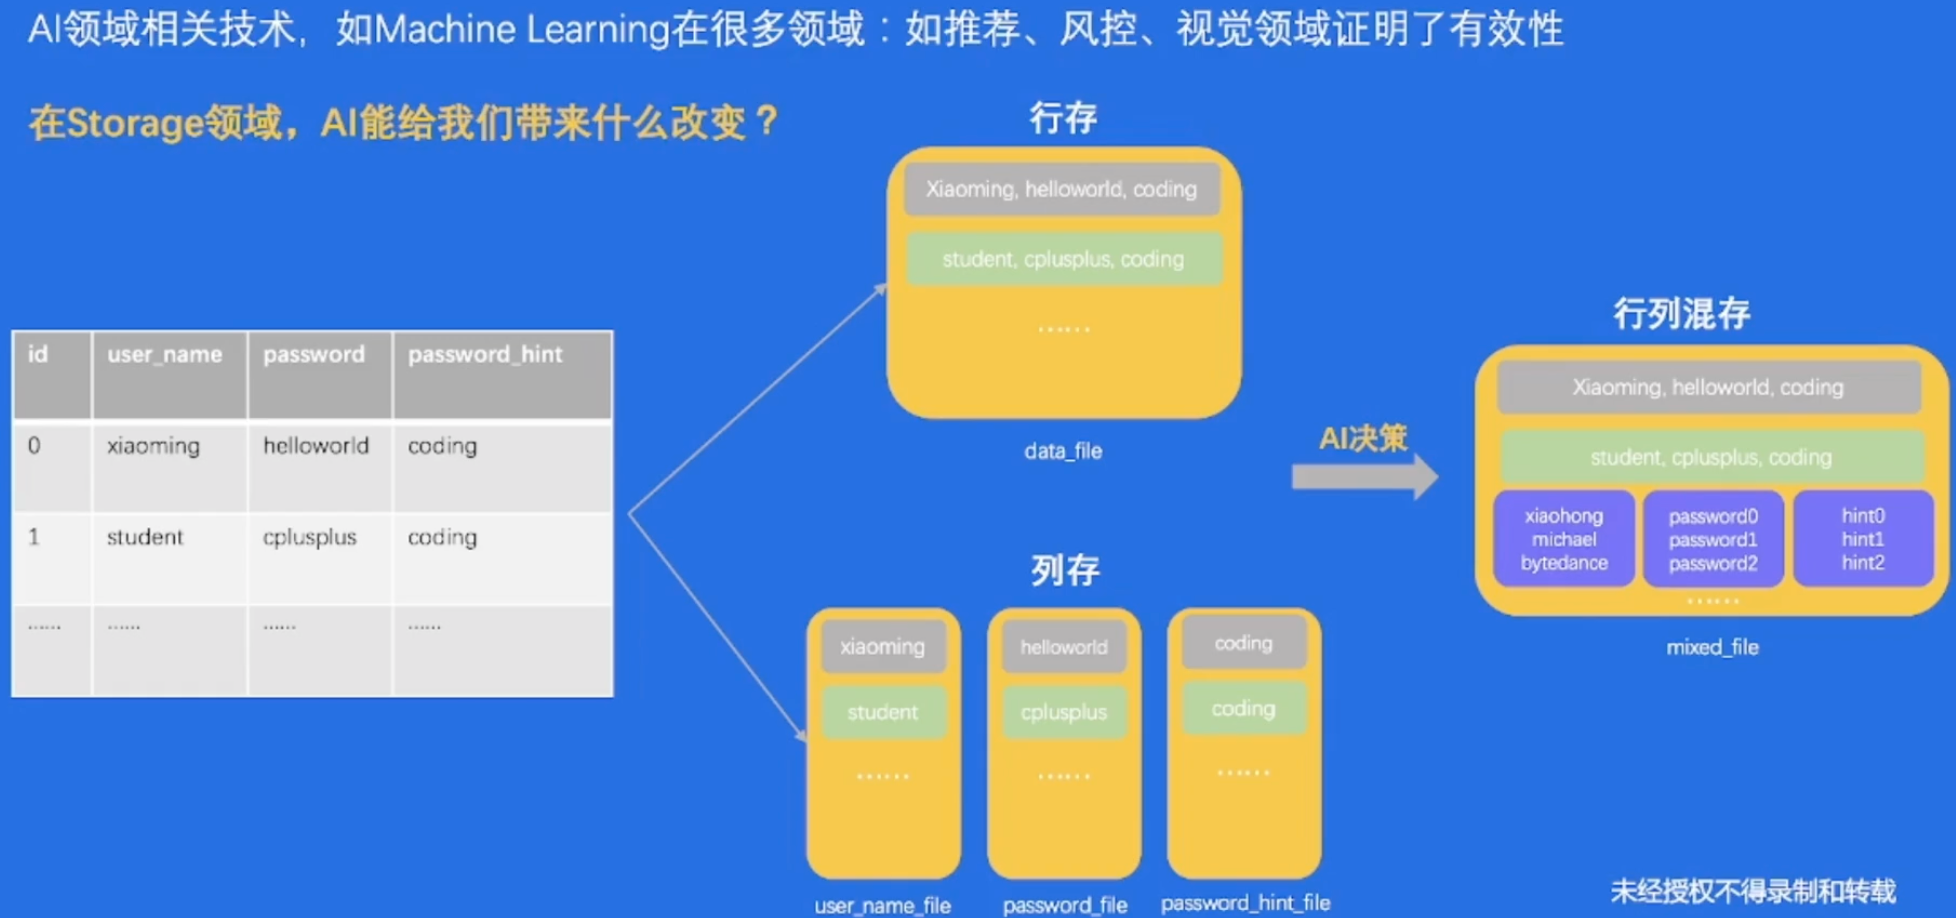 AI领域相关技术，如Machine Learning在很多领域：如推荐、风控、视觉领域证明了有效性
在Storage领域，AI能给我们带来什么改变？
id user_name password password_hint
0 xiaoming helloworld coding
1 student cplusplus coding
...... ...... ...... ......
行存
Xiaoming, helloworld, coding
student, cplusplus, coding
......
data_file
列存
xiaoming helloworld coding
student cplusplus coding
...... ...... ......
user_name_file password_file password_hint_file
AI决策
行列混存
Xiaoming, helloworld, coding
student, cplusplus, coding
xiaohong password0 hint0
michael password1 hint1
bytedance password2 hint2
......
mixed_file
未经授权不得录制和转载